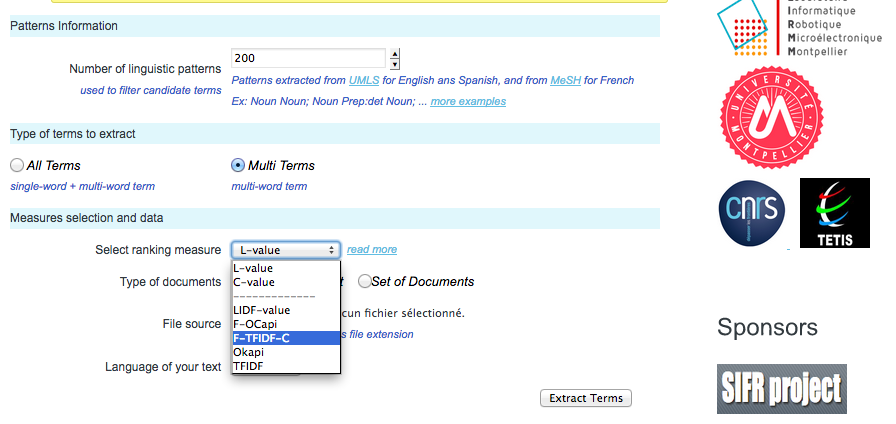 Patterns Information
Number of linguistic patterns
200
used to filter candidate terms
Patterns extracted from UMLS for English ans Spanish, and from MeSH for French
Ex: Noun Noun; Noun Prep:det Noun; ... more examples
Type of terms to extract
All Terms
Multi Terms
single-word + multi-word term
multi-word term
Measures selection and data
Select ranking measure
L-value
read more
L-value
C-value
-------------
LIDF-value
F-OCapi
F-TFIDF-C
Okapi
TFIDF
Type of documents
Set of Documents
File source
cun fichier sélectionné.
s file extension
Language of your text
Extract Terms
Informatique
Robotique
Microélectronique
Montpellier
UNIVERSITÉ
MONTPELLIER
cnrs
TETIS
Sponsors
SIFR project